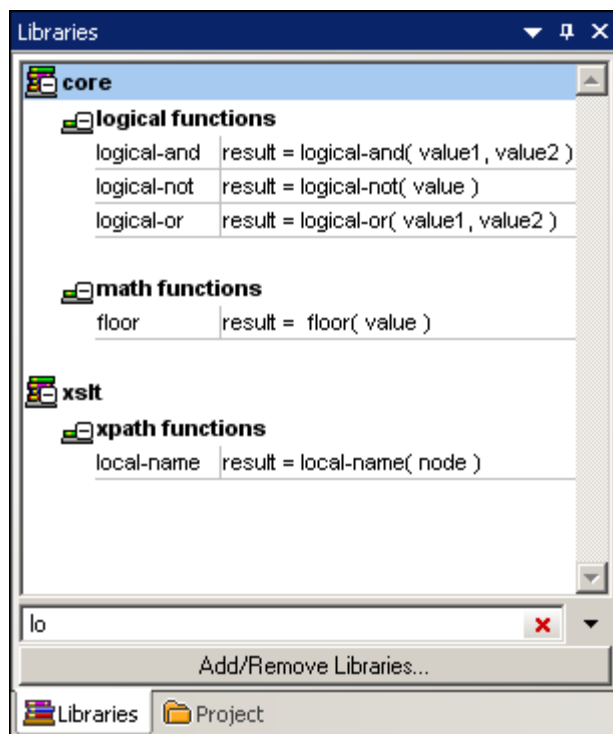 Libraries
core
logical functions
logical-and result = logical-and( value1, value2 )
logical-not result = logical-not( value )
logical-or result = logical-or( value1, value2 )
math functions
floor result = floor( value )
xslt
xpath functions
local-name result = local-name( node )
lo
Add/Remove Libraries...
Libraries Project